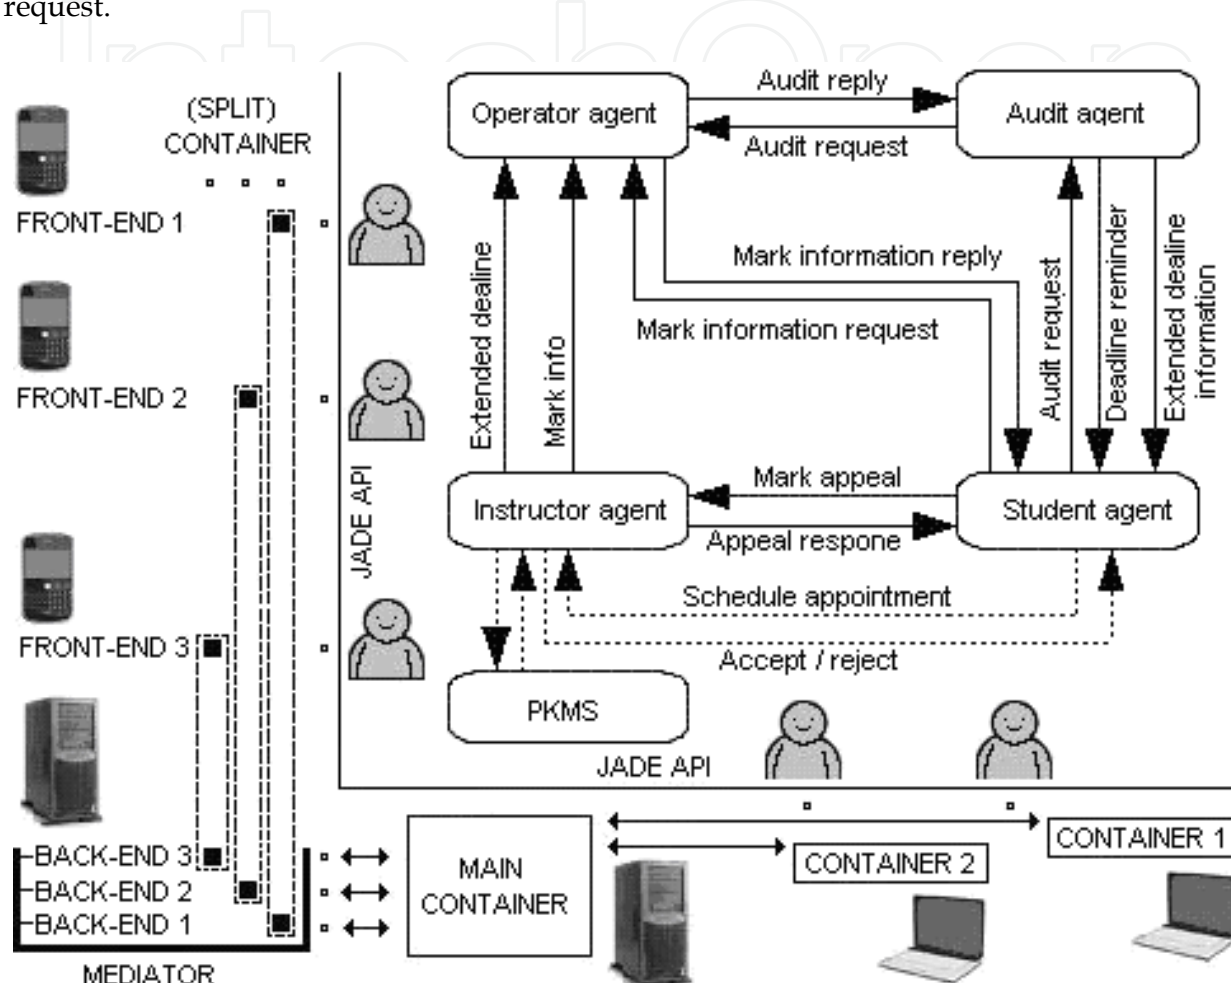 request.
(SPLIT)
CONTAINER
FRONT-END 1
FRONT-END 2
FRONT-END 3
BACK-END 3
BACK-END 2
BACK-END 1
MEDIATOR
Operator agent
Audit reply
Audit request
Audit agent
Extended dealine
Mark info
Mark information reply
Mark information request
Audit request
Deadline reminder
Extended dealine
information
JADE API
Instructor agent
Mark appeal
Appeal respone
Student agent
Schedule appointment
Accept / reject
PKMS
JADE API
MAIN
CONTAINER
CONTAINER 2
CONTAINER 1
IntechOpen